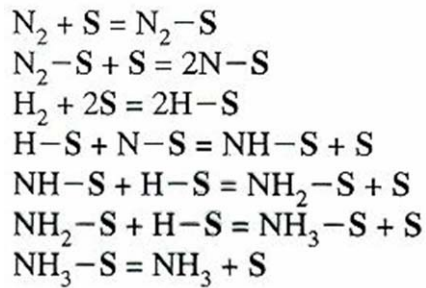 N₂ + S = N₂−S
N₂−S + S = 2N−S
H₂ + 2S = 2H−S
H−S + N−S = NH−S + S
NH−S + H−S = NH₂−S + S
NH₂−S + H−S = NH₃−S + S
NH₃−S = NH₃ + S